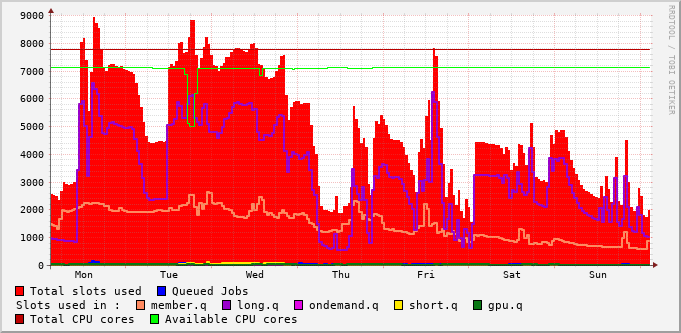 9000
8000
7000
6000
5000
4000
3000
2000
1000
0
Mon Tue Wed Thu Fri Sat Sun
RRDTOOL / TOBI OETIKER
Total slots used Queued Jobs
Slots used in : member.q long.q ondemand.q short.q gpu.q
Total CPU cores Available CPU cores